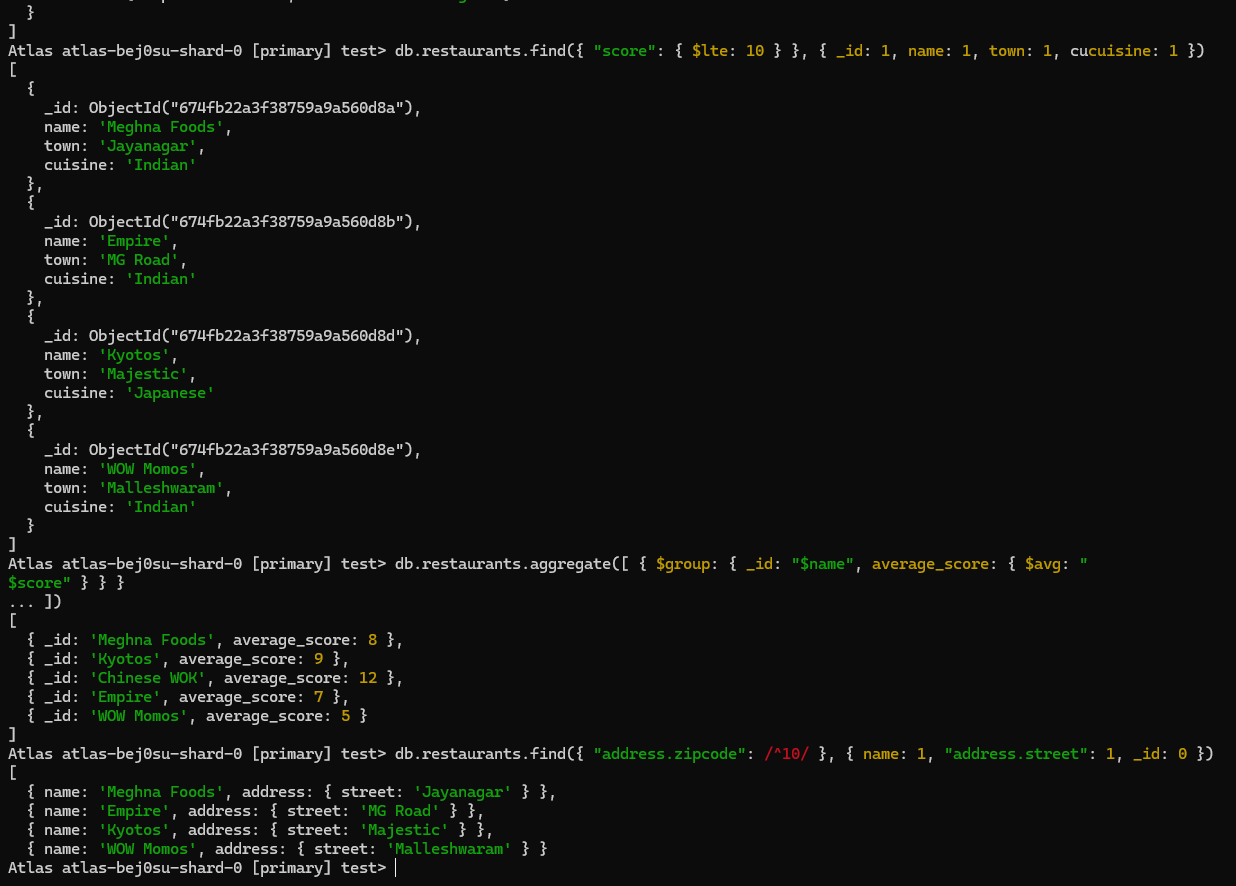 }
]
Atlas atlas-bej0su-shard-0 [primary] test> db.restaurants.find({ "score": { $lte: 10 } }, { _id: 1, name: 1, town: 1, cucuisine: 1 })
[
  {
    _id: ObjectId("674fb22a3f38759a9a560d8a"),
    name: 'Meghna Foods',
    town: 'Jayanagar',
    cuisine: 'Indian'
  },
  {
    _id: ObjectId("674fb22a3f38759a9a560d8b"),
    name: 'Empire',
    town: 'MG Road',
    cuisine: 'Indian'
  },
  {
    _id: ObjectId("674fb22a3f38759a9a560d8d"),
    name: 'Kyotos',
    town: 'Majestic',
    cuisine: 'Japanese'
  },
  {
    _id: ObjectId("674fb22a3f38759a9a560d8e"),
    name: 'WOW Momos',
    town: 'Malleshwaram',
    cuisine: 'Indian'
  }
]
Atlas atlas-bej0su-shard-0 [primary] test> db.restaurants.aggregate([ { $group: { _id: "$name", average_score: { $avg: "
$score" } } }
... ])
[
  { _id: 'Meghna Foods', average_score: 8 },
  { _id: 'Kyotos', average_score: 9 },
  { _id: 'Chinese WOK', average_score: 12 },
  { _id: 'Empire', average_score: 7 },
  { _id: 'WOW Momos', average_score: 5 }
]
Atlas atlas-bej0su-shard-0 [primary] test> db.restaurants.find({ "address.zipcode": /^10/ }, { name: 1, "address.street": 1, _id: 0 })
[
  { name: 'Meghna Foods', address: { street: 'Jayanagar' } },
  { name: 'Empire', address: { street: 'MG Road' } },
  { name: 'Kyotos', address: { street: 'Majestic' } },
  { name: 'WOW Momos', address: { street: 'Malleshwaram' } }
]
Atlas atlas-bej0su-shard-0 [primary] test>